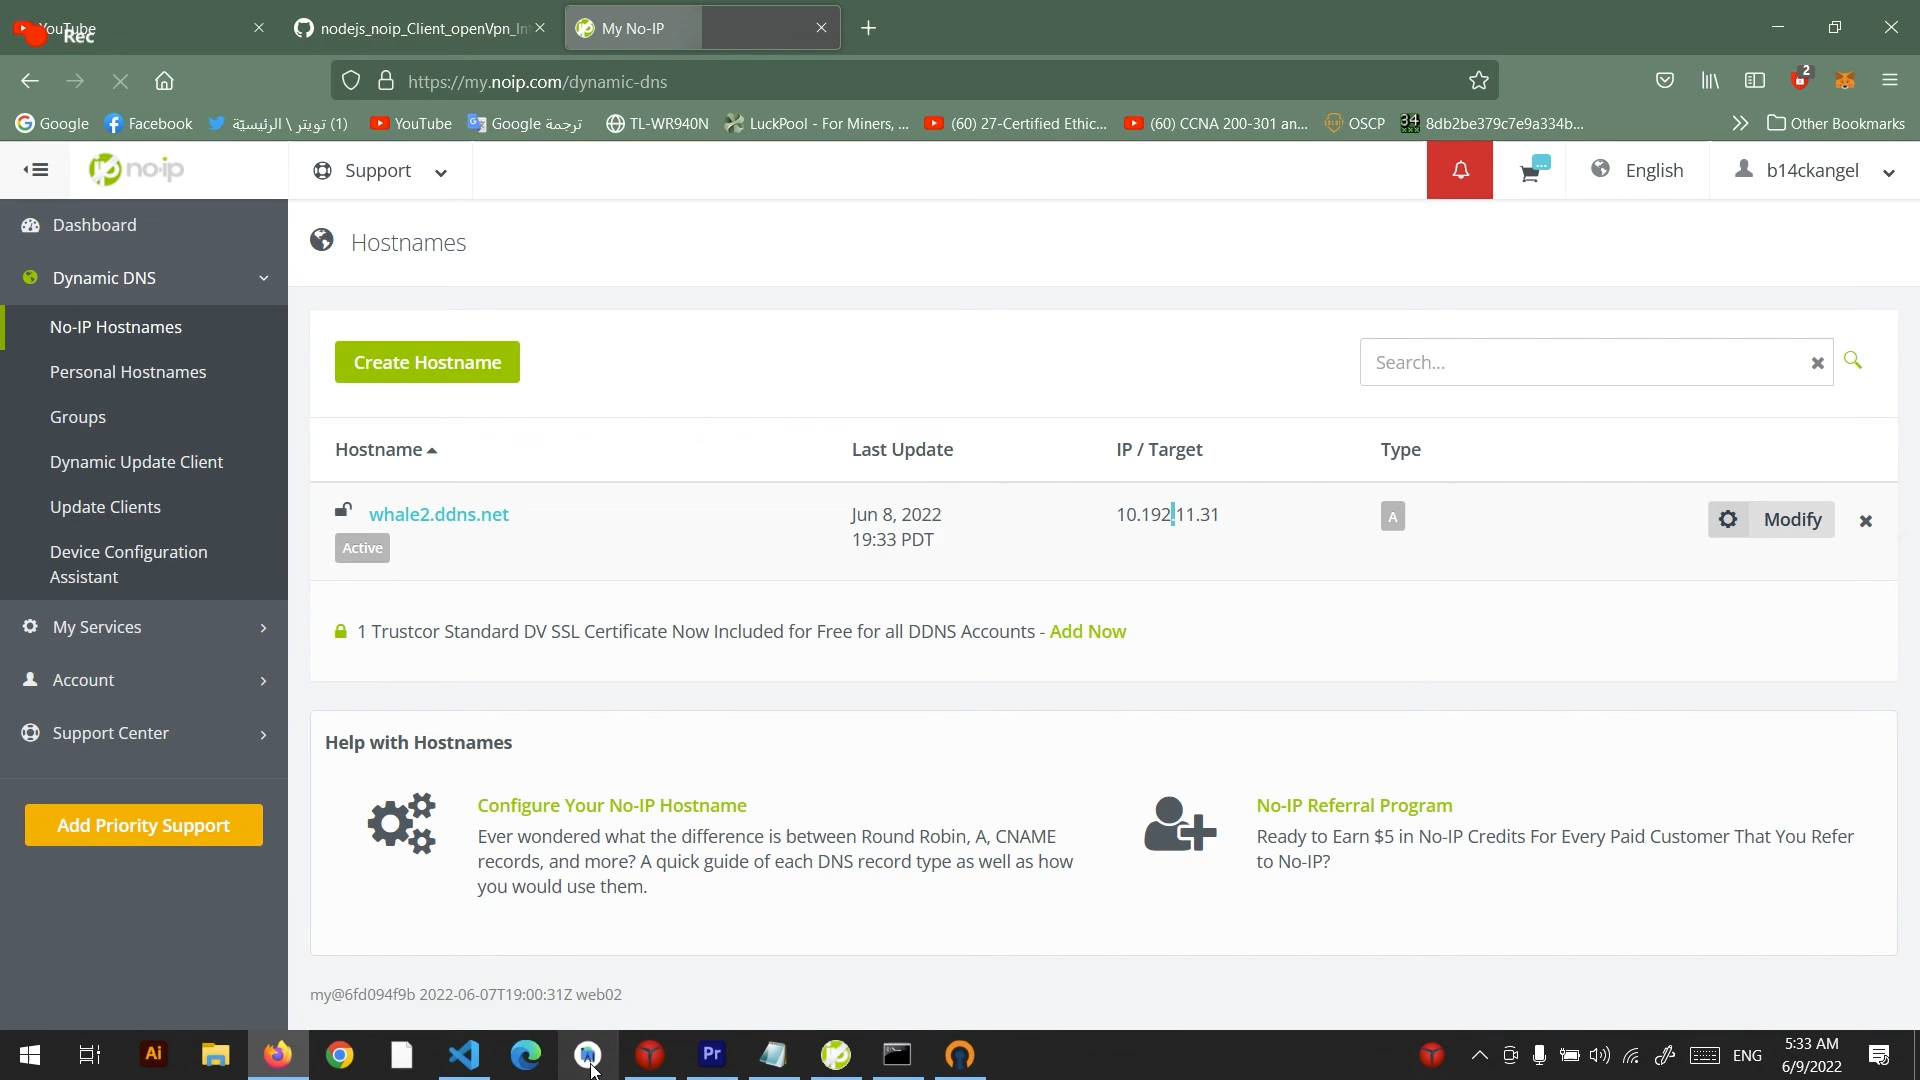 YouTube
Rec
nodejs_noip_Client_openVpn_In
My No-IP
https://my.noip.com/dynamic-dns
2
Google
Facebook
(1) تويتر \ الرئيسيّة
YouTube
ترجمة Google
TL-WR940N
LuckPool - For Miners, ...
(60) 27-Certified Ethic...
(60) CCNA 200-301 an...
OSCP
34
8db2be379c7e9a334b...
Other Bookmarks
no-ip
Support
...
English
b14ckangel
Dashboard
Dynamic DNS
No-IP Hostnames
Personal Hostnames
Groups
Dynamic Update Client
Update Clients
Device Configuration
Assistant
My Services
Account
Support Center
Add Priority Support
Hostnames
Create Hostname
Search...
Hostname
Last Update
IP / Target
Type
whale2.ddns.net
Active
Jun 8, 2022
19:33 PDT
10.192.11.31
A
Modify
1 Trustcor Standard DV SSL Certificate Now Included for Free for all DDNS Accounts - Add Now
Help with Hostnames
Configure Your No-IP Hostname
Ever wondered what the difference is between Round Robin, A, CNAME
records, and more? A quick guide of each DNS record type as well as how
you would use them.
No-IP Referral Program
Ready to Earn $5 in No-IP Credits For Every Paid Customer That You Refer
to No-IP?
my@6fd094f9b 2022-06-07T19:00:31Z web02
Ai
Pr
ENG
5:33 AM
6/9/2022